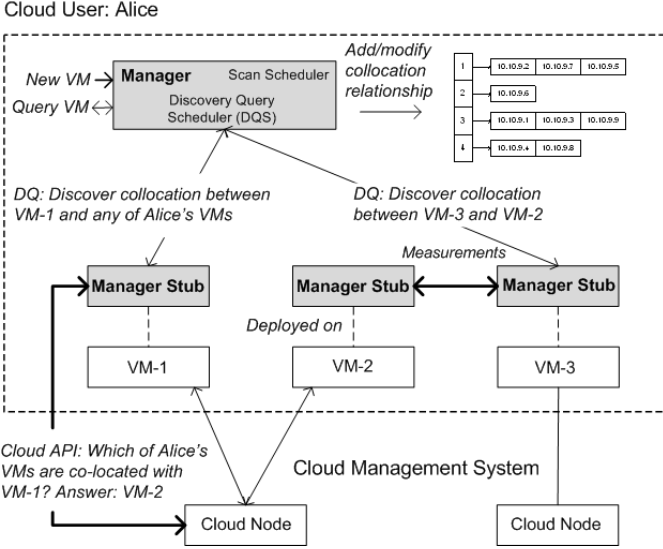 Cloud User: Alice
New VM
Query VM
Manager
Scan Scheduler
Discovery Query
Scheduler (DQS)
Add/modify
collocation
relationship
1 10.10.9.2 10.10.9.7 10.10.9.5
2 10.10.9.6
3 10.10.9.1 10.10.9.3 10.10.9.9
4 10.10.9.4 10.10.9.8
DQ: Discover collocation between
VM-1 and any of Alice's VMs
DQ: Discover collocation
between VM-3 and VM-2
Measurements
Manager Stub
Manager Stub
Manager Stub
Deployed on
VM-1
VM-2
VM-3
Cloud API: Which of Alice's
VMs are co-located with
VM-1? Answer: VM-2
Cloud Management System
Cloud Node
Cloud Node